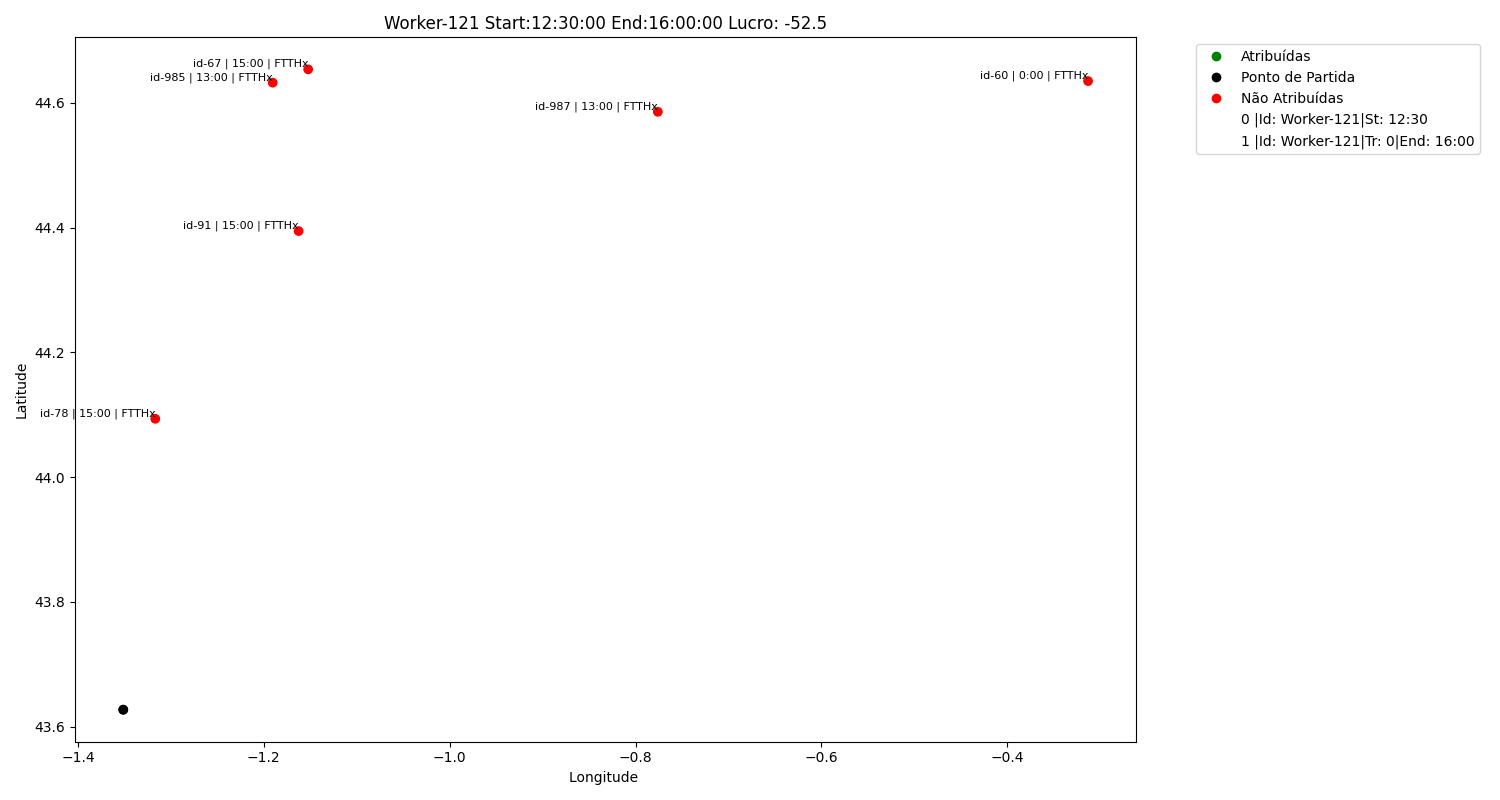 Worker-121 Start:12:30:00 End:16:00:00 Lucro: -52.5
id-67 | 15:00 | FTTHx
id-985 | 13:00 | FTTHx
id-60 | 0:00 | FTTHx
id-987 | 13:00 | FTTHx
id-91 | 15:00 | FTTHx
id-78 | 15:00 | FTTHx
44.6
44.4
44.2
44.0
43.8
43.6
Latitude
−1.4
−1.2
−1.0
−0.8
−0.6
−0.4
Longitude
Atribuídas
Ponto de Partida
Não Atribuídas
0 |Id: Worker-121|St: 12:30
1 |Id: Worker-121|Tr: 0|End: 16:00